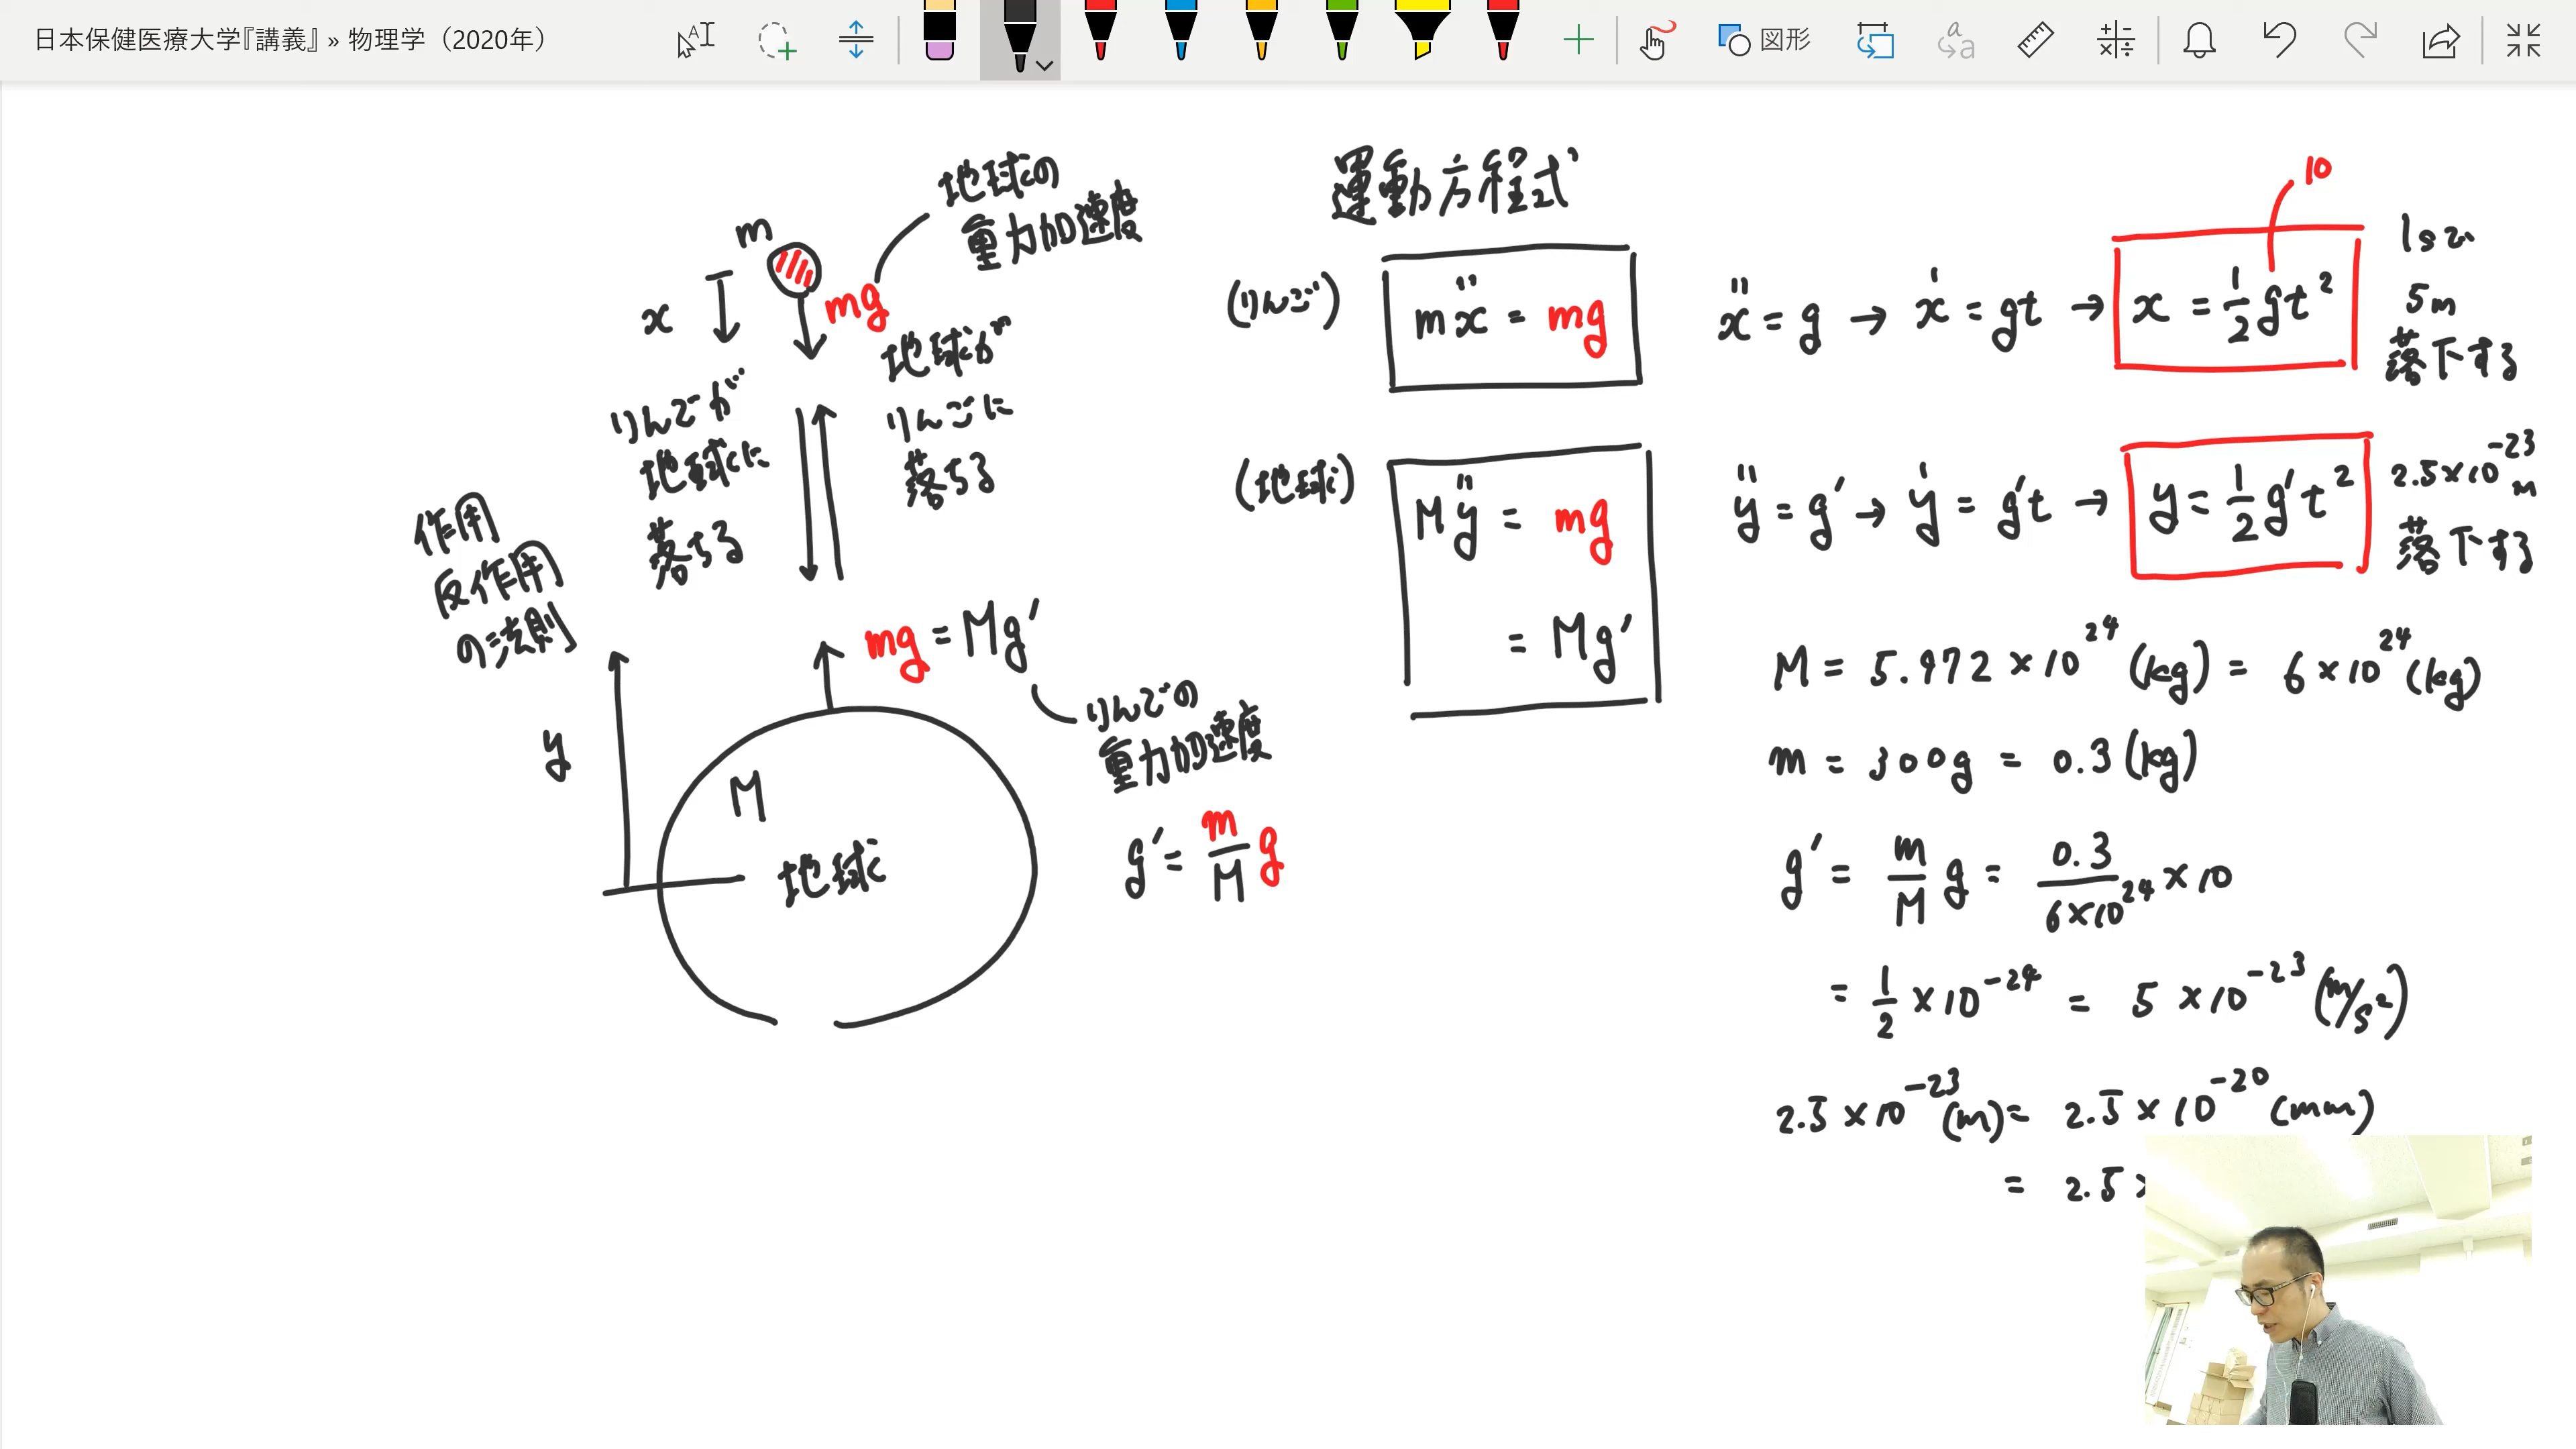 日本保健医療大学『講義』 » 物理学（2020年）
図形
地球の
重力加速度
m
x
mg
りんごが
地球に
落ちる
地球が
りんごに
落ちる
作用
反作用
の法則
mg = Mg′
りんごの
重力加速度
y
M
地球
g′ = m/M g
運動方程式
(りんご)
mẍ = mg
ẍ = g → ẋ = gt → x = 1/2 gt²
10
1sで
5m
落下する
(地球)
Mÿ = mg
= Mg′
ÿ = g′ → ẏ = g′t → y = 1/2 g′t²
2.5×10⁻²³ m
落下する
M = 5.972 × 10²⁴ (kg) = 6 × 10²⁴ (kg)
m = 300g = 0.3 (kg)
g′ = m/M g = 0.3/6×10²⁴ × 10
= 1/2 × 10⁻²⁴ = 5 × 10⁻²³ (m/s²)
2.5 × 10⁻²³ (m) = 2.5 × 10⁻²⁰ (mm)
= 2.5 ×